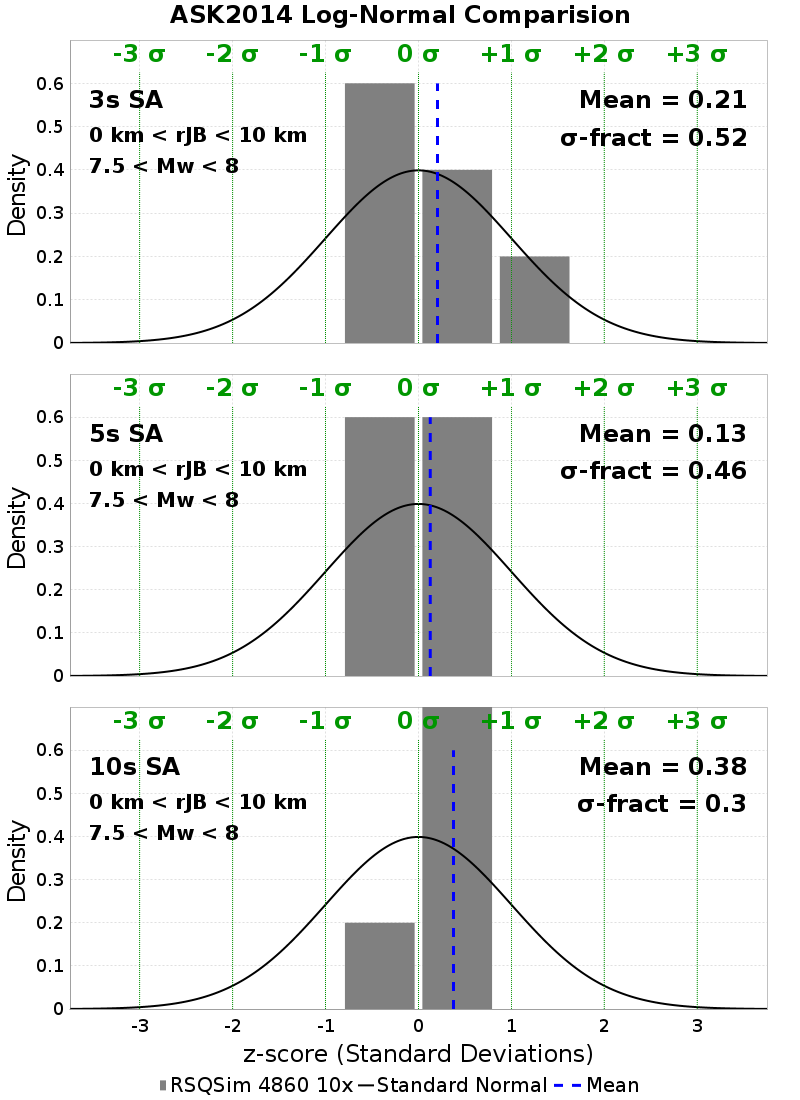 ASK2014 Log-Normal Comparision
-3 σ -2 σ -1 σ 0 σ +1 σ +2 σ +3 σ
3s SA
0 km < rJB < 10 km
7.5 < Mw < 8
Mean = 0.21
σ-fract = 0.52
Density
0.6
0.5
0.4
0.3
0.2
0.1
0
-3 σ -2 σ -1 σ 0 σ +1 σ +2 σ +3 σ
5s SA
0 km < rJB < 10 km
7.5 < Mw < 8
Mean = 0.13
σ-fract = 0.46
Density
0.6
0.5
0.4
0.3
0.2
0.1
0
-3 σ -2 σ -1 σ 0 σ +1 σ +2 σ +3 σ
10s SA
0 km < rJB < 10 km
7.5 < Mw < 8
Mean = 0.38
σ-fract = 0.3
Density
0.6
0.5
0.4
0.3
0.2
0.1
0
-3 -2 -1 0 1 2 3
z-score (Standard Deviations)
RSQSim 4860 10x Standard Normal Mean